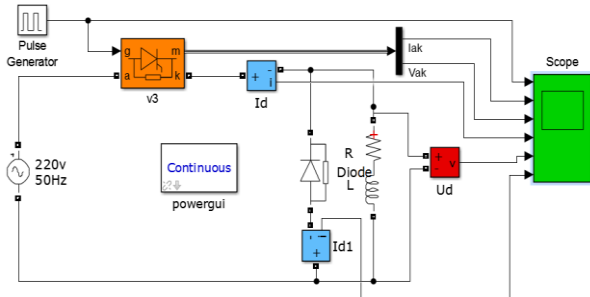 Pulse
Generator
g
m
a
k
v3
+
-
i
Id
Iak
Vak
Scope
220v
50Hz
Continuous
powergui
R
Diode
L
+
-
v
Ud
-
i
+
Id1